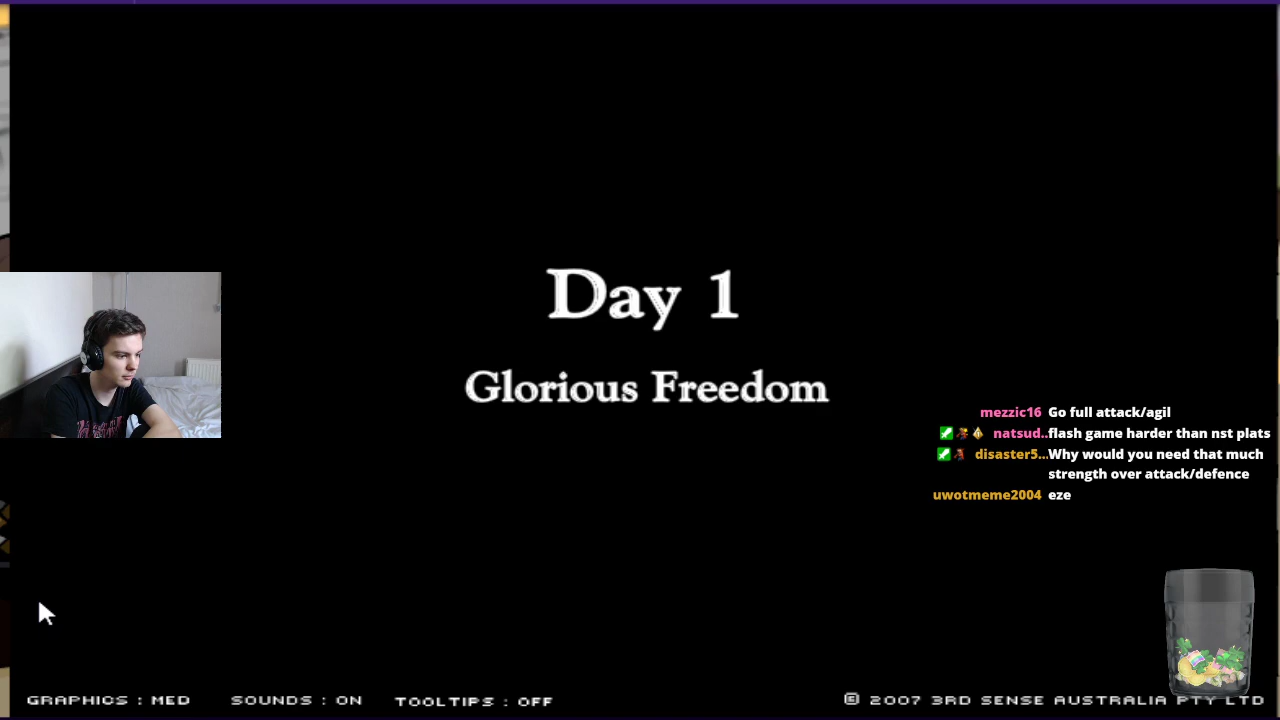 Day 1
Glorious Freedom
mezzic16 Go full attack/agil
natsud.. flash game harder than nst plats
disaster5... Why would you need that much
strength over attack/defence
uwotmeme2004 eze
GRAPHICS : MED SOUNDS : ON TOOLTIPS : OFF © 2007 3RD SENSE AUSTRALIA PTY LTD